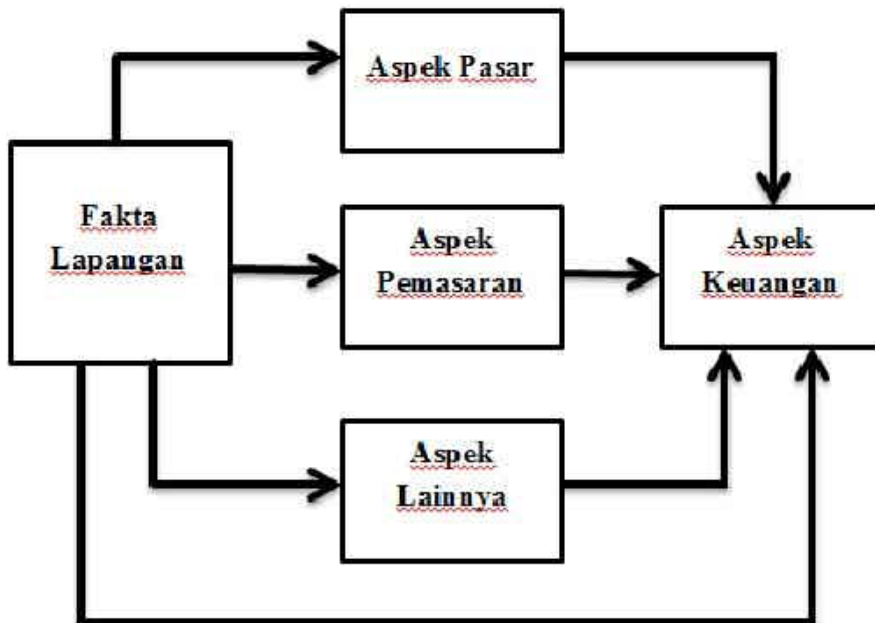 Aspek Pasar
Fakta
Lapangan
Aspek
Pemasaran
Aspek
Keuangan
Aspek
Lainnya